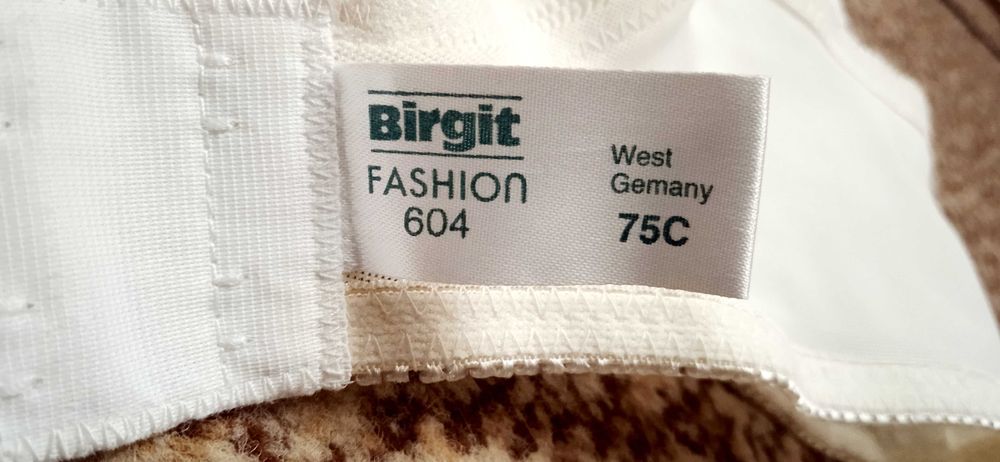 Birgit
FASHION
604
West
Gemany
75C